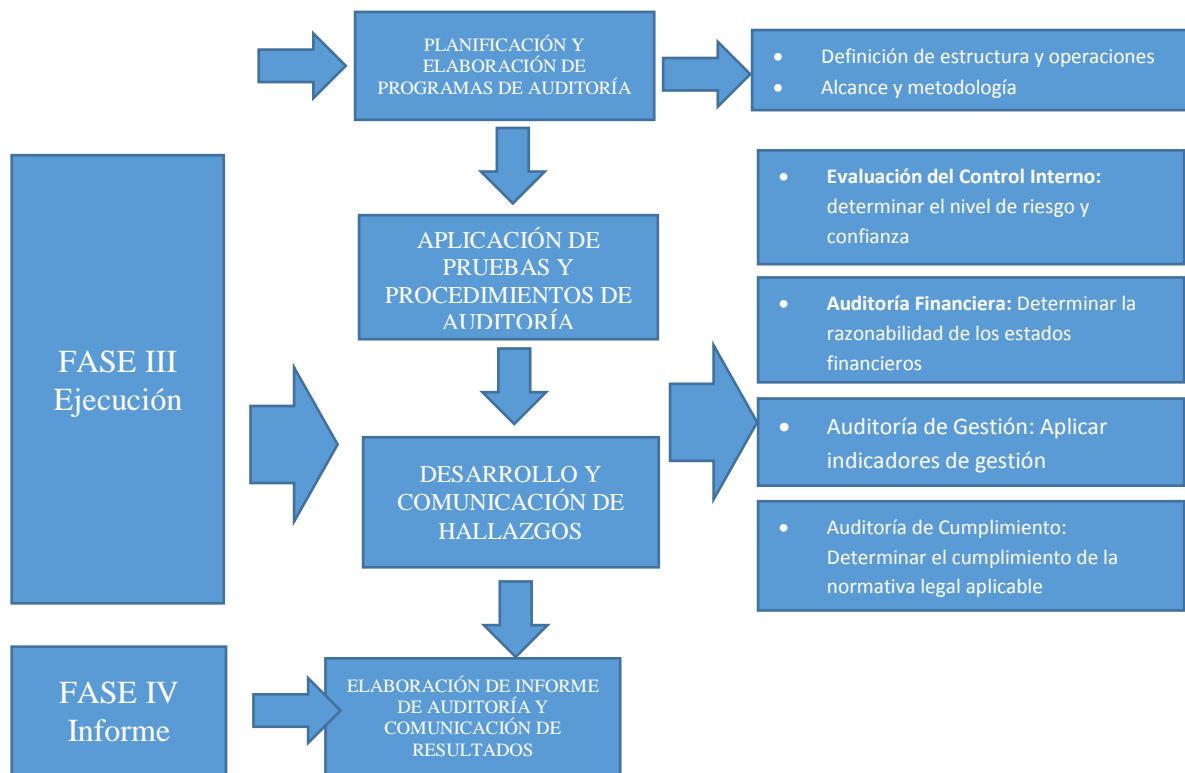 PLANIFICACIÓN Y
ELABORACIÓN DE
PROGRAMAS DE AUDITORÍA
• Definición de estructura y operaciones
• Alcance y metodología
FASE III
Ejecución
APLICACIÓN DE
PRUEBAS Y
PROCEDIMIENTOS DE
AUDITORÍA
DESARROLLO Y
COMUNICACIÓN DE
HALLAZGOS
• Evaluación del Control Interno:
determinar el nivel de riesgo y
confianza
• Auditoría Financiera: Determinar la
razonabilidad de los estados
financieros
• Auditoría de Gestión: Aplicar
indicadores de gestión
• Auditoría de Cumplimiento:
Determinar el cumplimiento de la
normativa legal aplicable
FASE IV
Informe
ELABORACIÓN DE INFORME
DE AUDITORÍA Y
COMUNICACIÓN DE
RESULTADOS